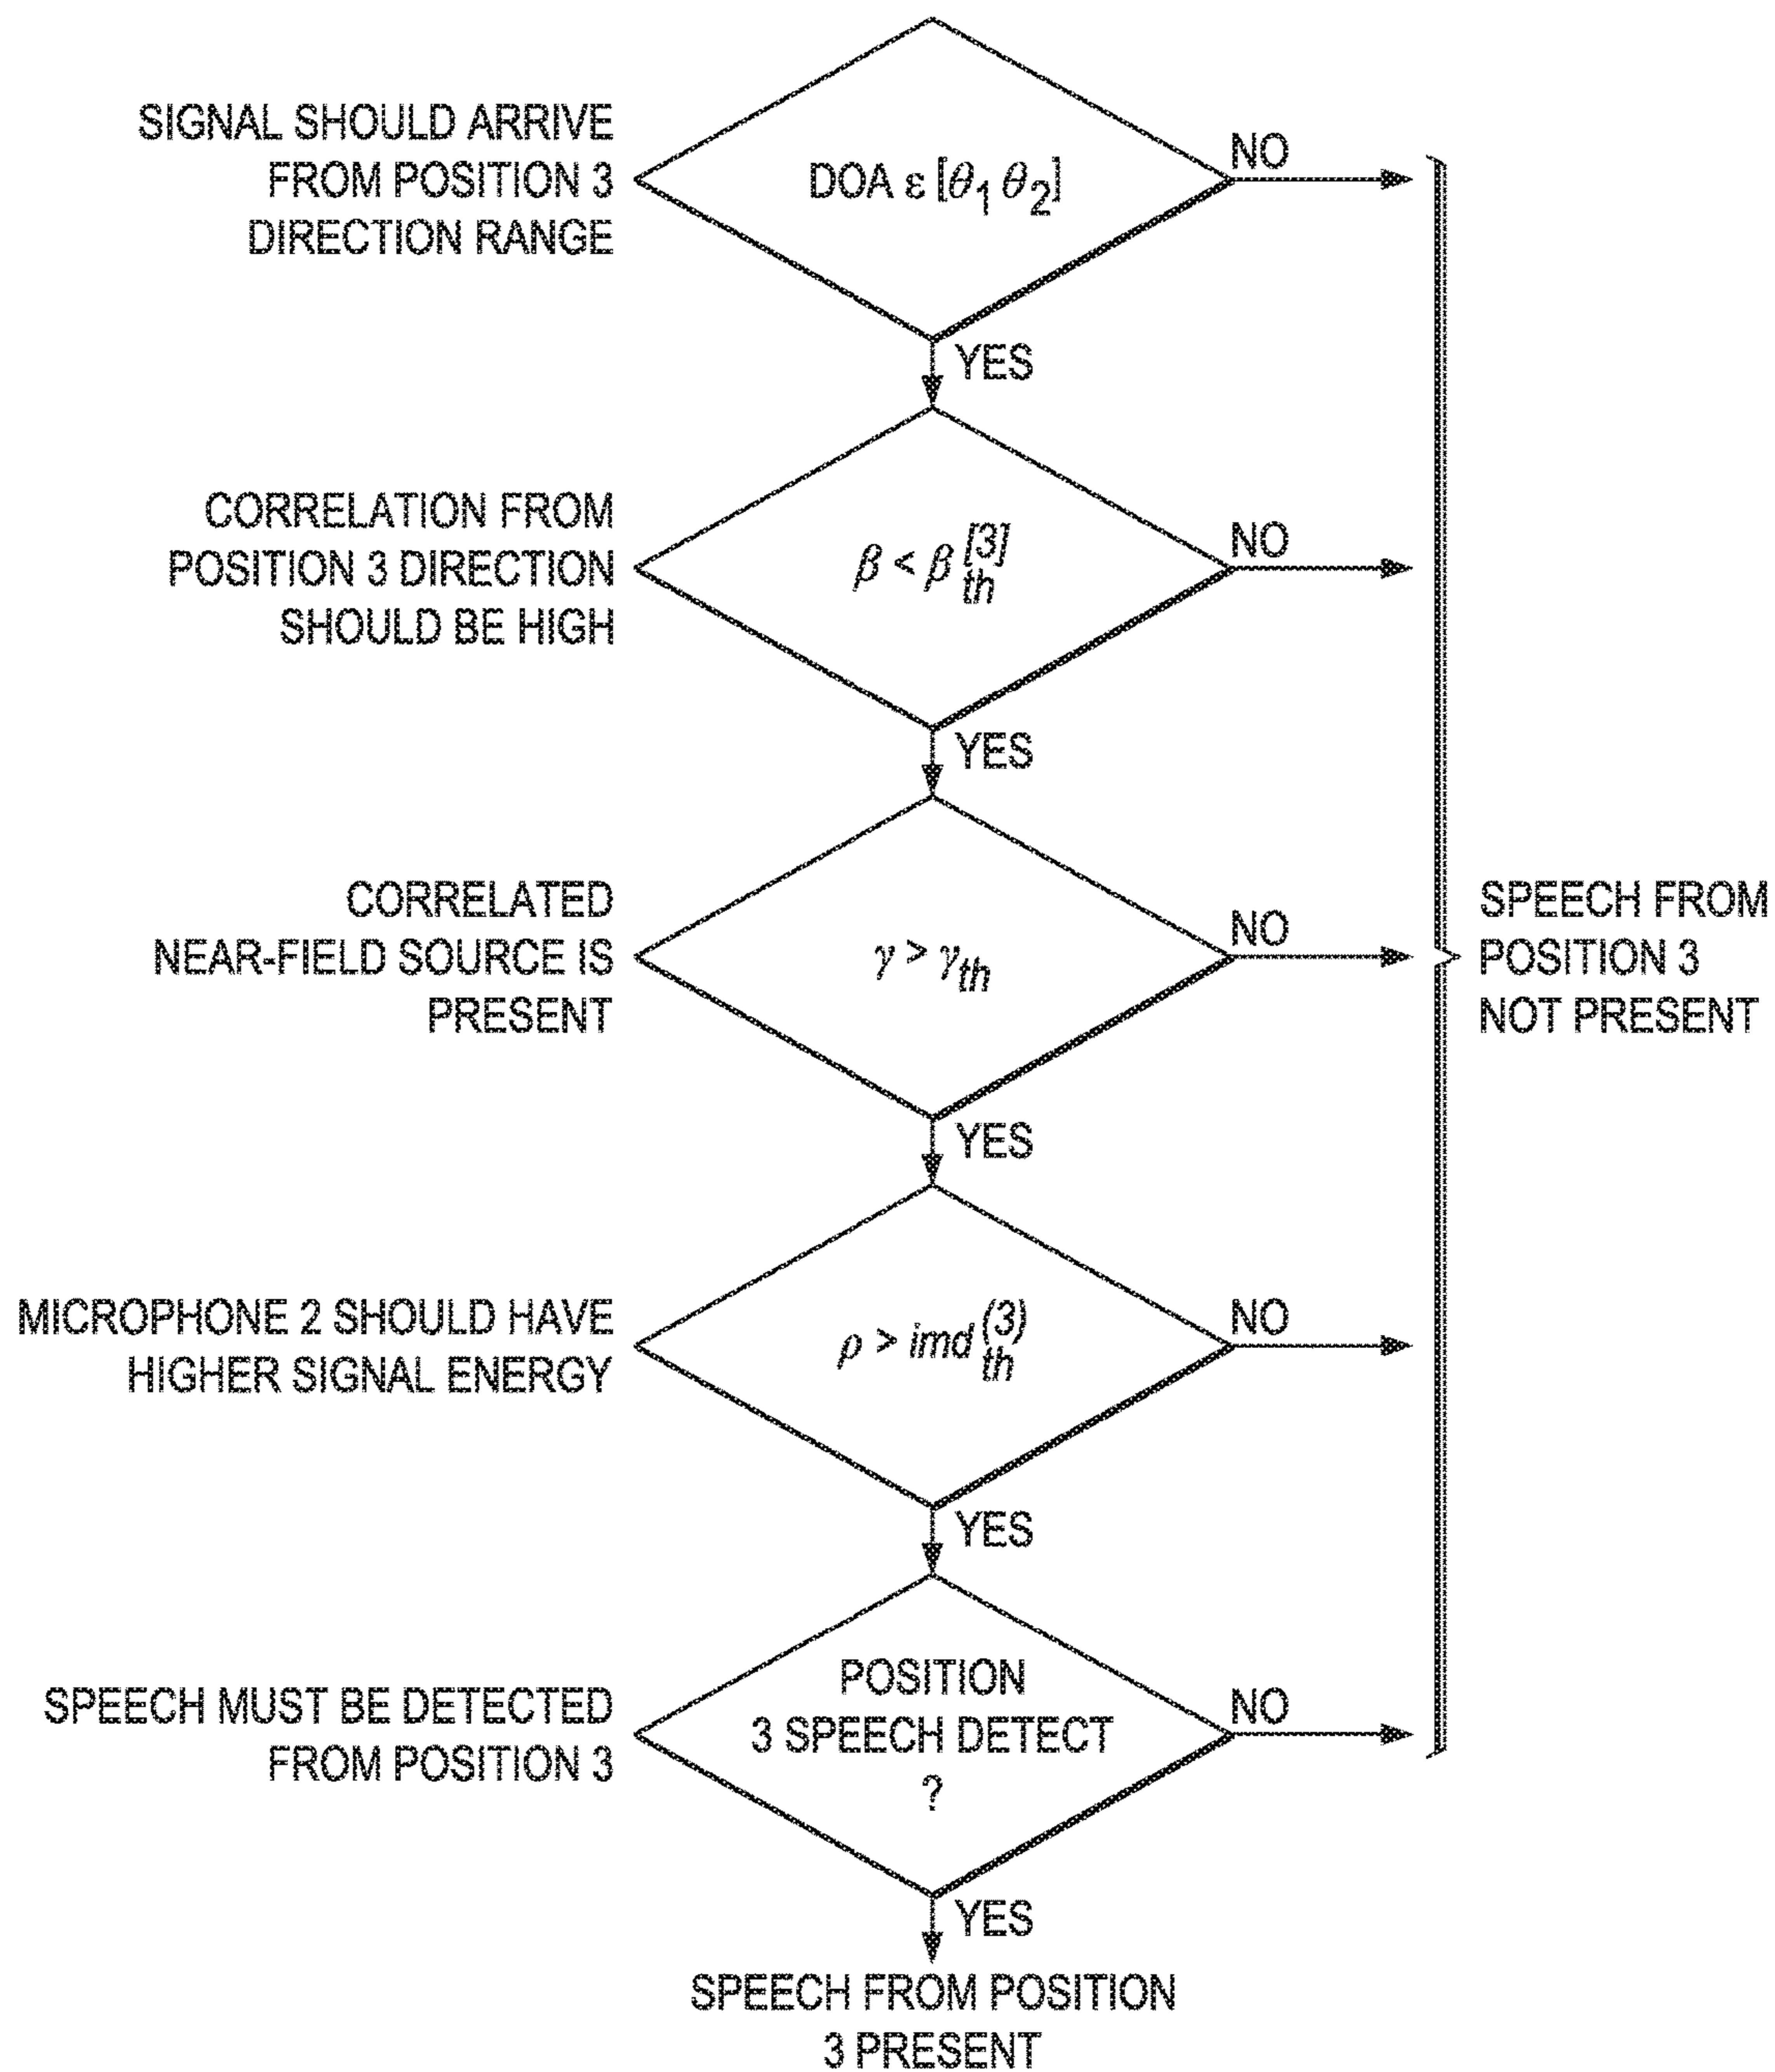 SIGNAL SHOULD ARRIVE
FROM POSITION 3
DIRECTION RANGE
DOA ε [θ1 θ2]
NO
YES
CORRELATION FROM
POSITION 3 DIRECTION
SHOULD BE HIGH
β < β [3] th
NO
YES
CORRELATED
NEAR-FIELD SOURCE IS
PRESENT
γ > γth
NO
SPEECH FROM
POSITION 3
NOT PRESENT
YES
MICROPHONE 2 SHOULD HAVE
HIGHER SIGNAL ENERGY
ρ > imd (3) th
NO
YES
SPEECH MUST BE DETECTED
FROM POSITION 3
POSITION
3 SPEECH DETECT
?
NO
YES
SPEECH FROM POSITION
3 PRESENT